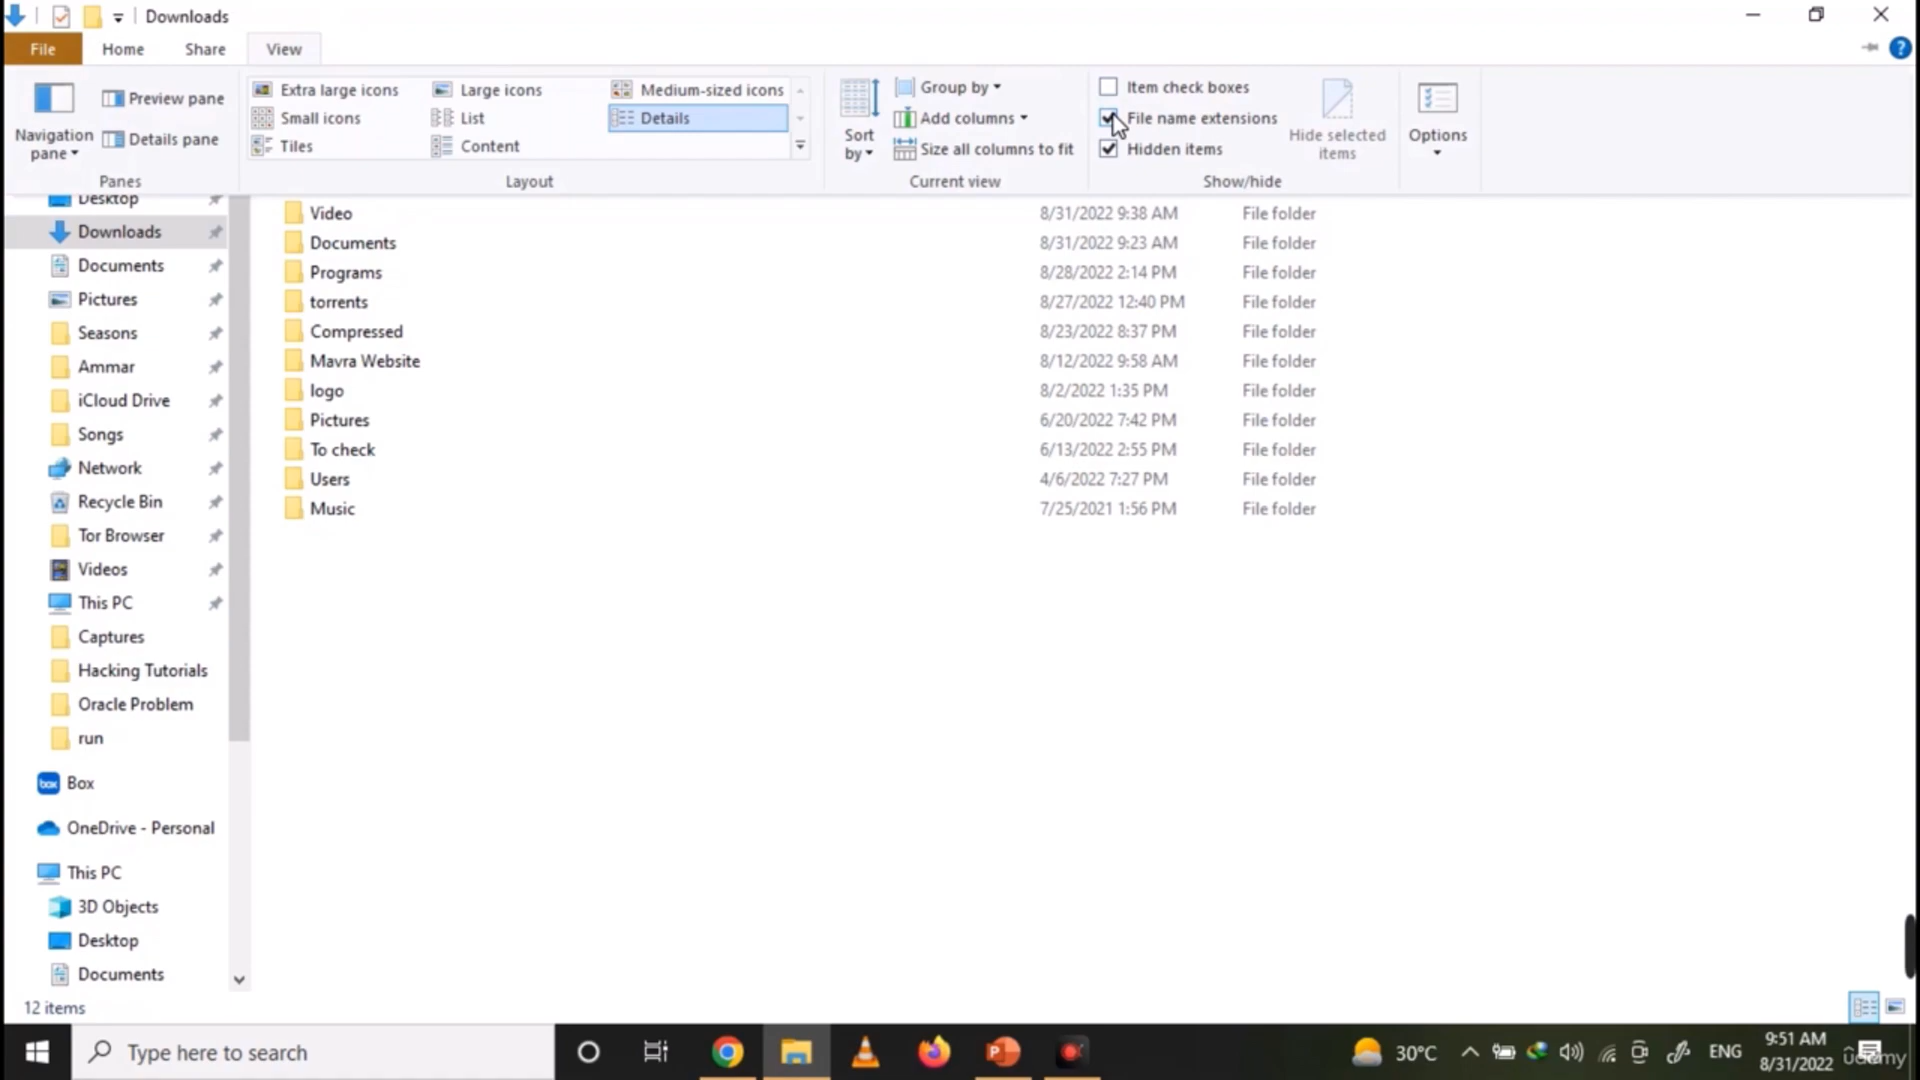 Downloads
File Home Share View
Navigation pane
Preview pane
Details pane
Panes
Extra large icons Large icons Medium-sized icons
Small icons List Details
Tiles Content
Layout
Sort by
Group by
Add columns
Size all columns to fit
Current view
Item check boxes
File name extensions
Hidden items
Hide selected items
Show/hide
Options
Desktop
Downloads
Documents
Pictures
Seasons
Ammar
iCloud Drive
Songs
Network
Recycle Bin
Tor Browser
Videos
This PC
Captures
Hacking Tutorials
Oracle Problem
run
box Box
OneDrive - Personal
This PC
3D Objects
Desktop
Documents
Video 8/31/2022 9:38 AM File folder
Documents 8/31/2022 9:23 AM File folder
Programs 8/28/2022 2:14 PM File folder
torrents 8/27/2022 12:40 PM File folder
Compressed 8/23/2022 8:37 PM File folder
Mavra Website 8/12/2022 9:58 AM File folder
logo 8/2/2022 1:35 PM File folder
Pictures 6/20/2022 7:42 PM File folder
To check 6/13/2022 2:55 PM File folder
Users 4/6/2022 7:27 PM File folder
Music 7/25/2021 1:56 PM File folder
12 items
Type here to search
30°C
ENG
9:51 AM
8/31/2022
udemy